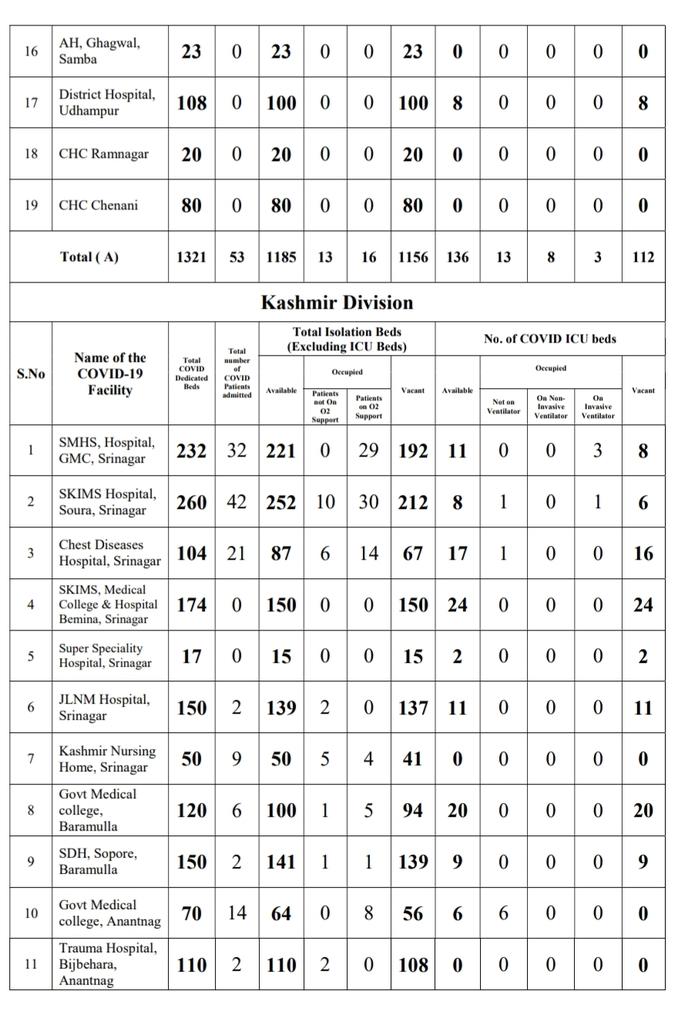 16 AH, Ghagwal, Samba 23 0 23 0 0 23 0 0 0 0 0
17 District Hospital, Udhampur 108 0 100 0 0 100 8 0 0 0 8
18 CHC Ramnagar 20 0 20 0 0 20 0 0 0 0 0
19 CHC Chenani 80 0 80 0 0 80 0 0 0 0 0
Total ( A) 1321 53 1185 13 16 1156 136 13 8 3 112
Kashmir Division
S.No
Name of the COVID-19 Facility
Total COVID Dedicated Beds
Total number of COVID Patients admitted
Total Isolation Beds (Excluding ICU Beds)
Available
Occupied
Patients not On O2 Support
Patients on O2 Support
Vacant
No. of COVID ICU beds
Available
Occupied
Not on Ventilator
On Non-Invasive Ventilator
On Invasive Ventilator
Vacant
1 SMHS, Hospital, GMC, Srinagar 232 32 221 0 29 192 11 0 0 3 8
2 SKIMS Hospital, Soura, Srinagar 260 42 252 10 30 212 8 1 0 1 6
3 Chest Diseases Hospital, Srinagar 104 21 87 6 14 67 17 1 0 0 16
4 SKIMS, Medical College & Hospital Bemina, Srinagar 174 0 150 0 0 150 24 0 0 0 24
5 Super Speciality Hospital, Srinagar 17 0 15 0 0 15 2 0 0 0 2
6 JLNM Hospital, Srinagar 150 2 139 2 0 137 11 0 0 0 11
7 Kashmir Nursing Home, Srinagar 50 9 50 5 4 41 0 0 0 0 0
8 Govt Medical college, Baramulla 120 6 100 1 5 94 20 0 0 0 20
9 SDH, Sopore, Baramulla 150 2 141 1 1 139 9 0 0 0 9
10 Govt Medical college, Anantnag 70 14 64 0 8 56 6 6 0 0 0
11 Trauma Hospital, Bijbehara, Anantnag 110 2 110 2 0 108 0 0 0 0 0